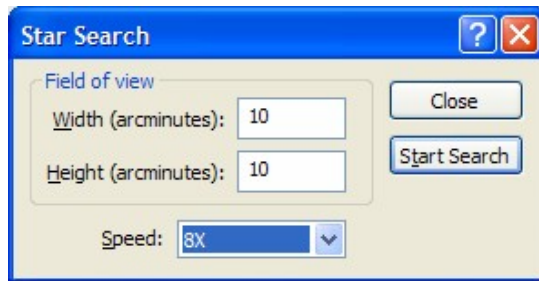 Star Search
Field of view
Width (arcminutes): 10
Height (arcminutes): 10
Speed: 8X
Close
Start Search